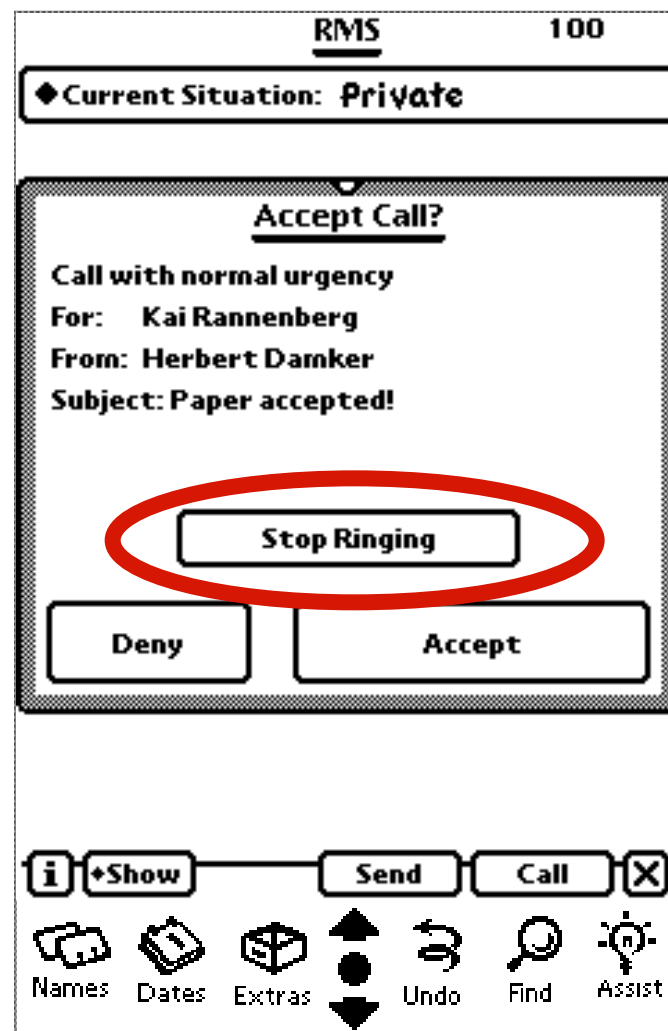 RMS 100
◆Current Situation: Private
Accept Call?
Call with normal urgency
For: Kai Rannenberg
From: Herbert Damker
Subject: Paper accepted!
Stop Ringing
Deny Accept
i ◆Show Send Call X
Names Dates Extras Undo Find Assist